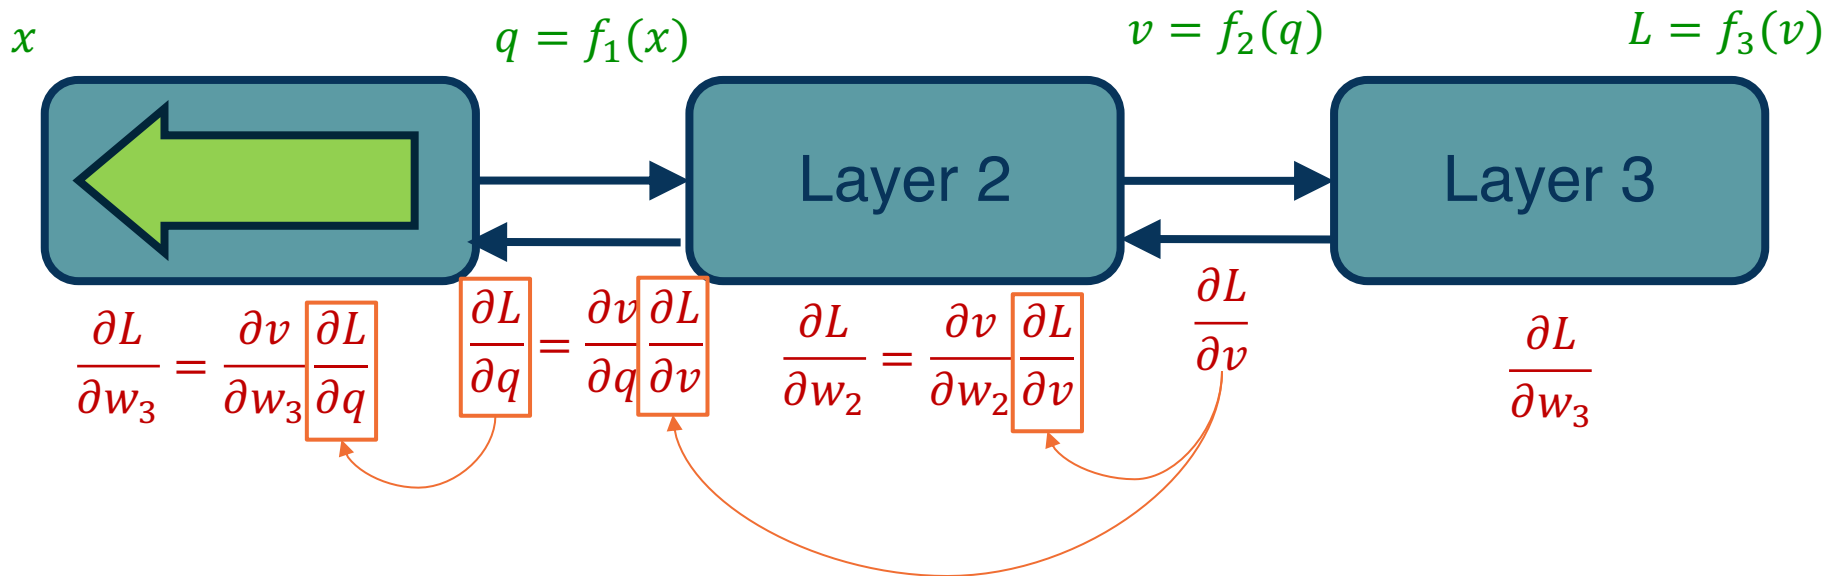 x
q = f₁(x)
v = f₂(q)
L = f₃(v)
Layer 2
Layer 3
∂L/∂w₃ = ∂v/∂w₃ ∂L/∂q
∂L/∂q = ∂v/∂q ∂L/∂v
∂L/∂w₂ = ∂v/∂w₂ ∂L/∂v
∂L/∂v
∂L/∂w₃